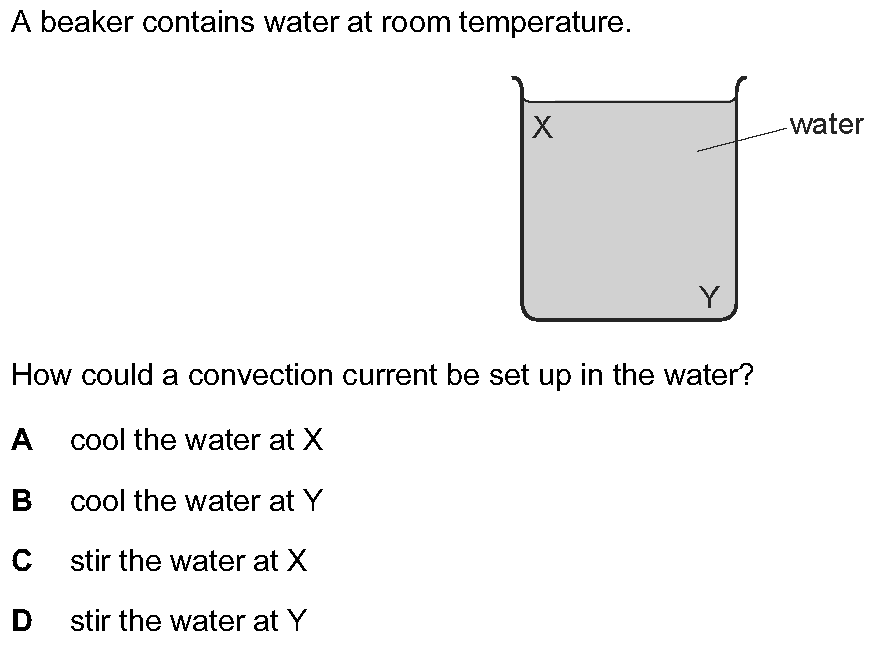 A beaker contains water at room temperature.
X
water
Y
How could a convection current be set up in the water?
A cool the water at X
B cool the water at Y
C stir the water at X
D stir the water at Y